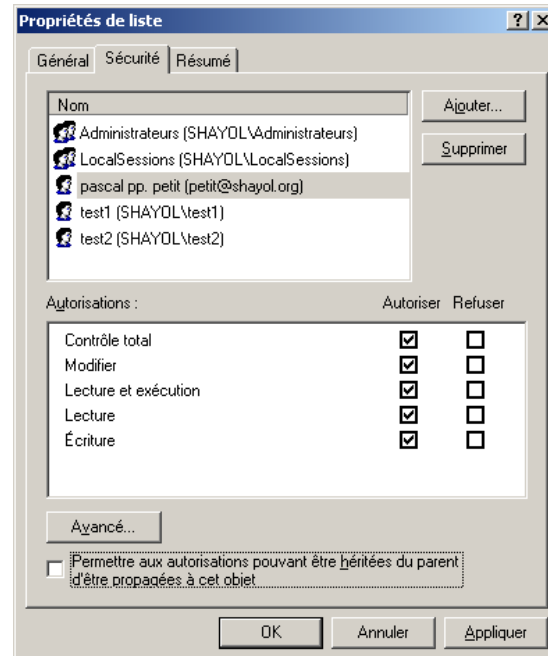 Propriétés de liste
Général Sécurité Résumé
Nom
Administrateurs (SHAYOL\Administrateurs)
LocalSessions (SHAYOL\LocalSessions)
pascal pp. petit (petit@shayol.org)
test1 (SHAYOL\test1)
test2 (SHAYOL\test2)
Ajouter...
Supprimer
Autorisations : Autoriser Refuser
Contrôle total
Modifier
Lecture et exécution
Lecture
Écriture
Avancé...
Permettre aux autorisations pouvant être héritées du parent
d'être propagées à cet objet
OK Annuler Appliquer